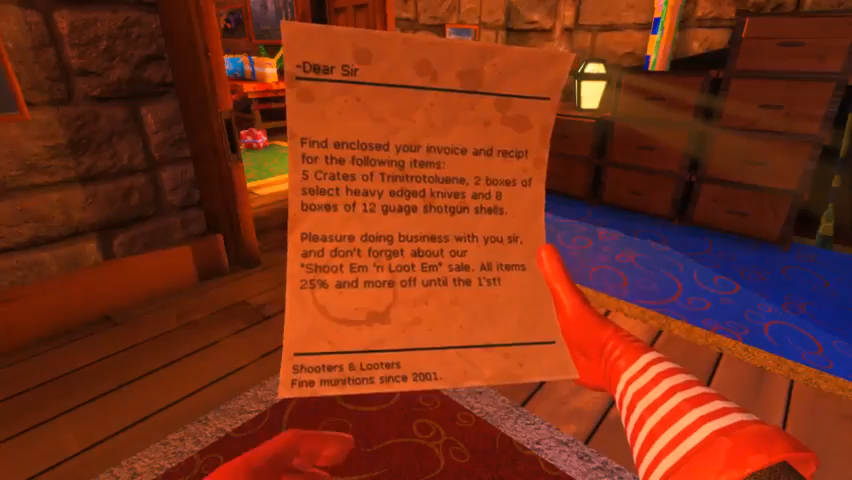 -Dear Sir
Find enclosed your invoice and recipt
for the following items:
5 Crates of Trinitrotoluene, 2 boxes of
select heavy edged knives and 8
boxes of 12 guage shotgun shells.
Pleasure doing business with you sir,
and don't forget about our
"Shoot Em 'n Loot Em" sale. All items
25% and more off until the 1'st!
Shooters & Looters
Fine munitions since 2001.